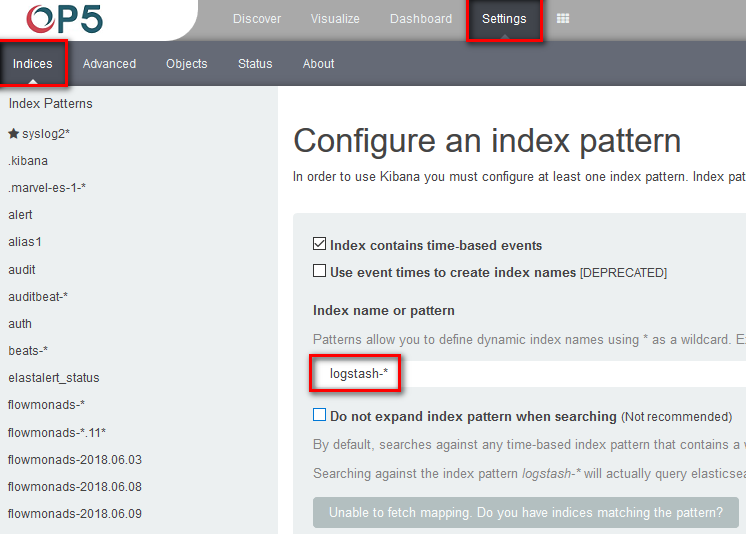 OP5
Discover Visualize Dashboard Settings
Indices Advanced Objects Status About
Index Patterns
syslog2*
.kibana
.marvel-es-1-*
alert
alias1
audit
auditbeat-*
auth
beats-*
elastalert_status
flowmonads-*
flowmonads-*.11*
flowmonads-2018.06.03
flowmonads-2018.06.08
flowmonads-2018.06.09
Configure an index pattern
In order to use Kibana you must configure at least one index pattern. Index pat
Index contains time-based events
Use event times to create index names [DEPRECATED]
Index name or pattern
Patterns allow you to define dynamic index names using * as a wildcard. Ex
logstash-*
Do not expand index pattern when searching (Not recommended)
By default, searches against any time-based index pattern that contains a w
Searching against the index pattern logstash-* will actually query elasticsea
Unable to fetch mapping. Do you have indices matching the pattern?